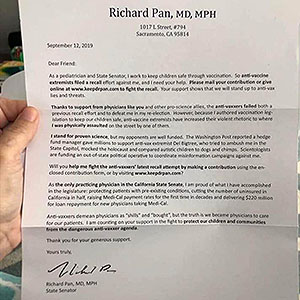 Richard Pan, MD, MPH
1017 L Street, #794
Sacramento, CA 95814
September 12, 2019
Dear Friend:
As a pediatrician and State Senator, I work to keep children safe through vaccination. So anti-vaccine
extremists filed a recall effort against me, and I need your help. Please mail your contribution or give
online at www.keepdrpan.com to fight the recall. Your support shows that we will stand up to anti-vax
lies and threats.
Thanks to support from physicians like you and other pro-science allies, the anti-vaxxers failed both a
previous recall effort and to defeat me in my re-election. However, because I authored vaccination
to keep our children safe, anti-vaccine extremists have increased their violent rhetoric to where
I was physically assaulted on the street by one of them.
I stand for proven science, but my opponents are well funded. The Washington Post reported a hedge
fund manager gave millions to support anti-vax extremist Del Bigtree, who tried to ambush me in the
State Capitol, mocked the holocaust and compared autistic children to dogs and chimps. Scientologists
are funding an out-of-state political operative to coordinate misinformation campaigns against me.
Will you help me fight the anti-vaxxers' latest recall attempt by making a contribution using the en-
closed contribution form, or by visiting www.keepdrpan.com?
As the only practicing physician in the California State Senate, I am proud of what I have accomplished
in the legislature: protecting patients with pre-existing conditions, cutting the number of uninsured in
California in half, raising Medi-Cal payment rates for the first time in decades and delivering $220 million
for loan repayment for new physicians taking Medi-Cal.
Anti-vaxxers demean physicians as "shills" and "bought", but the truth is we became physicians to care
for our patients. I am counting on your support in the fight to protect our children and communities
from the dangerous anti-vaxxer agenda.
Thank you for your generous support.
Yours truly,
Richard Pan, MD, MPH
State Senator